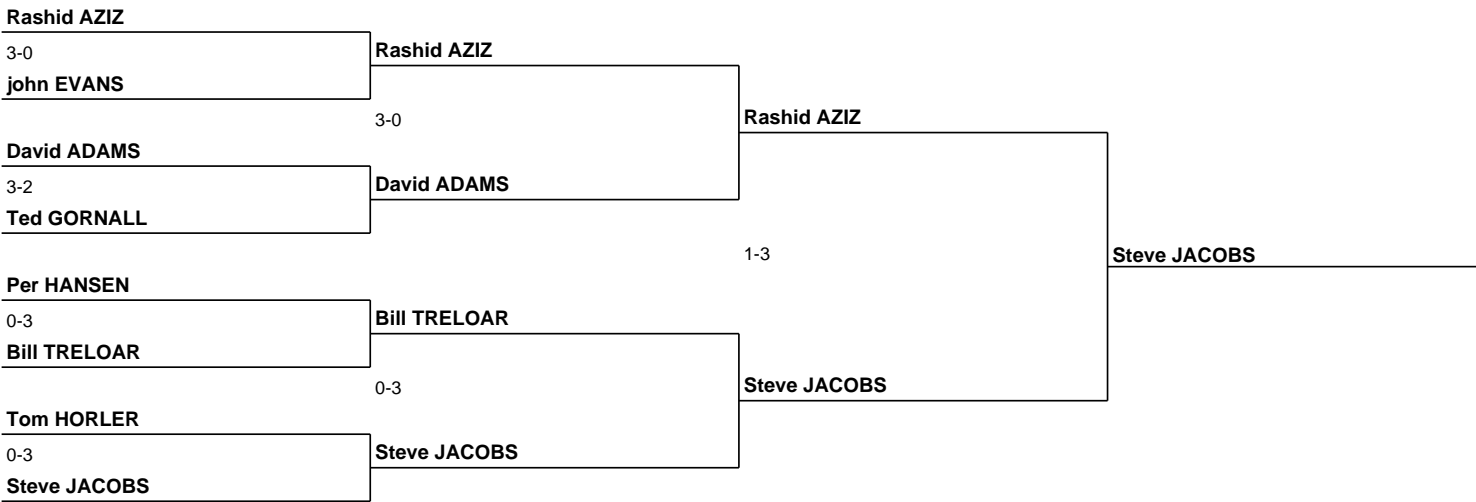 Rashid AZIZ
3-0
john EVANS
David ADAMS
3-2
Ted GORNALL
Per HANSEN
0-3
Bill TRELOAR
Tom HORLER
0-3
Steve JACOBS
Rashid AZIZ
3-0
David ADAMS
Bill TRELOAR
0-3
Steve JACOBS
Rashid AZIZ
1-3
Steve JACOBS
Steve JACOBS